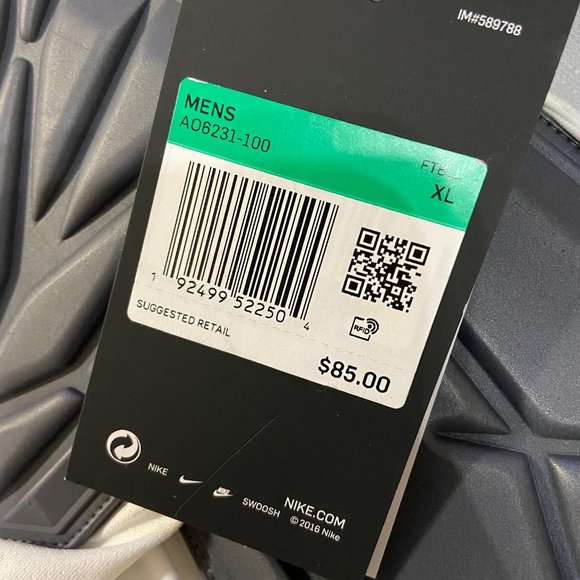 IM#589788
MENS
AO6231-100
XL
1 92499 52250 4
RFID
SUGGESTED RETAIL
$85.00
NIKE
SWOOSH
NIKE.COM
© 2016 Nike